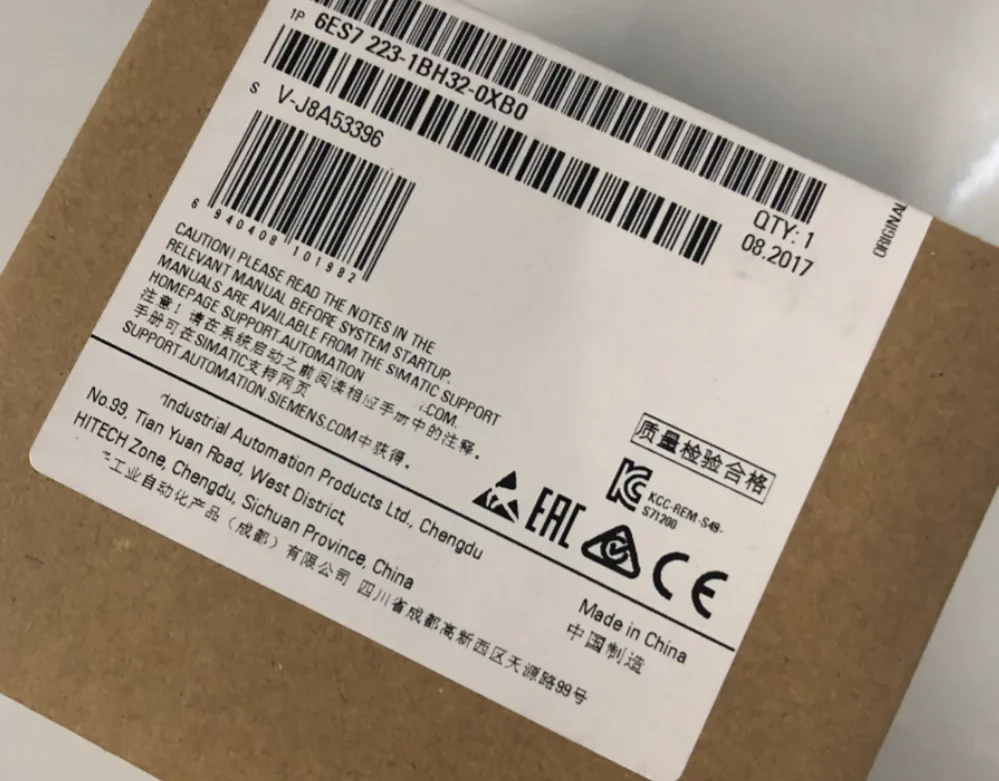 1P 6ES7 223-1BH32-0XB0
S V-J8A53396
QTY: 1
08.2017
ORIGINAL
6 940408 101982
CAUTION! PLEASE READ THE NOTES IN THE
RELEVANT MANUAL BEFORE SYSTEM STARTUP.
MANUALS ARE AVAILABLE FROM THE SIMATIC SUPPORT
HOMEPAGE SUPPORT.AUTOMATION .COM.
注意！请在系统启动之前阅读相应手册中的注释。
手册可在SIMATIC支持网页
SUPPORT.AUTOMATION.SIEMENS.COM中获得。
质量检验合格
KCC-REM-S49-
S71200
EAC
CE
Industrial Automation Products Ltd., Chengdu
No.99, Tian Yuan Road, West District,
HITECH Zone, Chengdu, Sichuan Province, China
工业自动化产品（成都）有限公司 四川省成都高新西区天源路99号
Made in China
中国制造